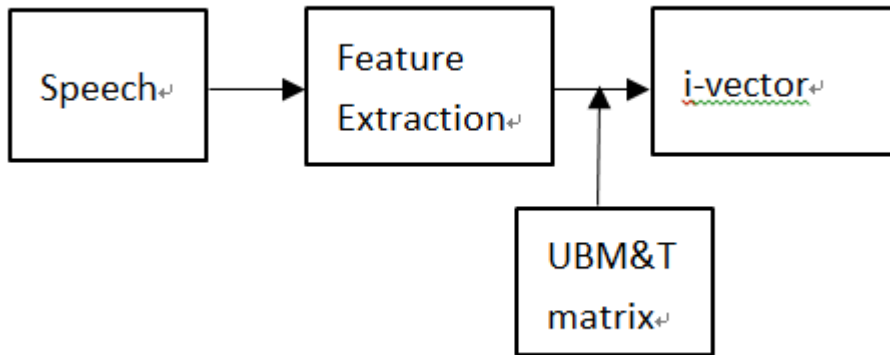 Speech
Feature
Extraction
i-vector
UBM&T
matrix